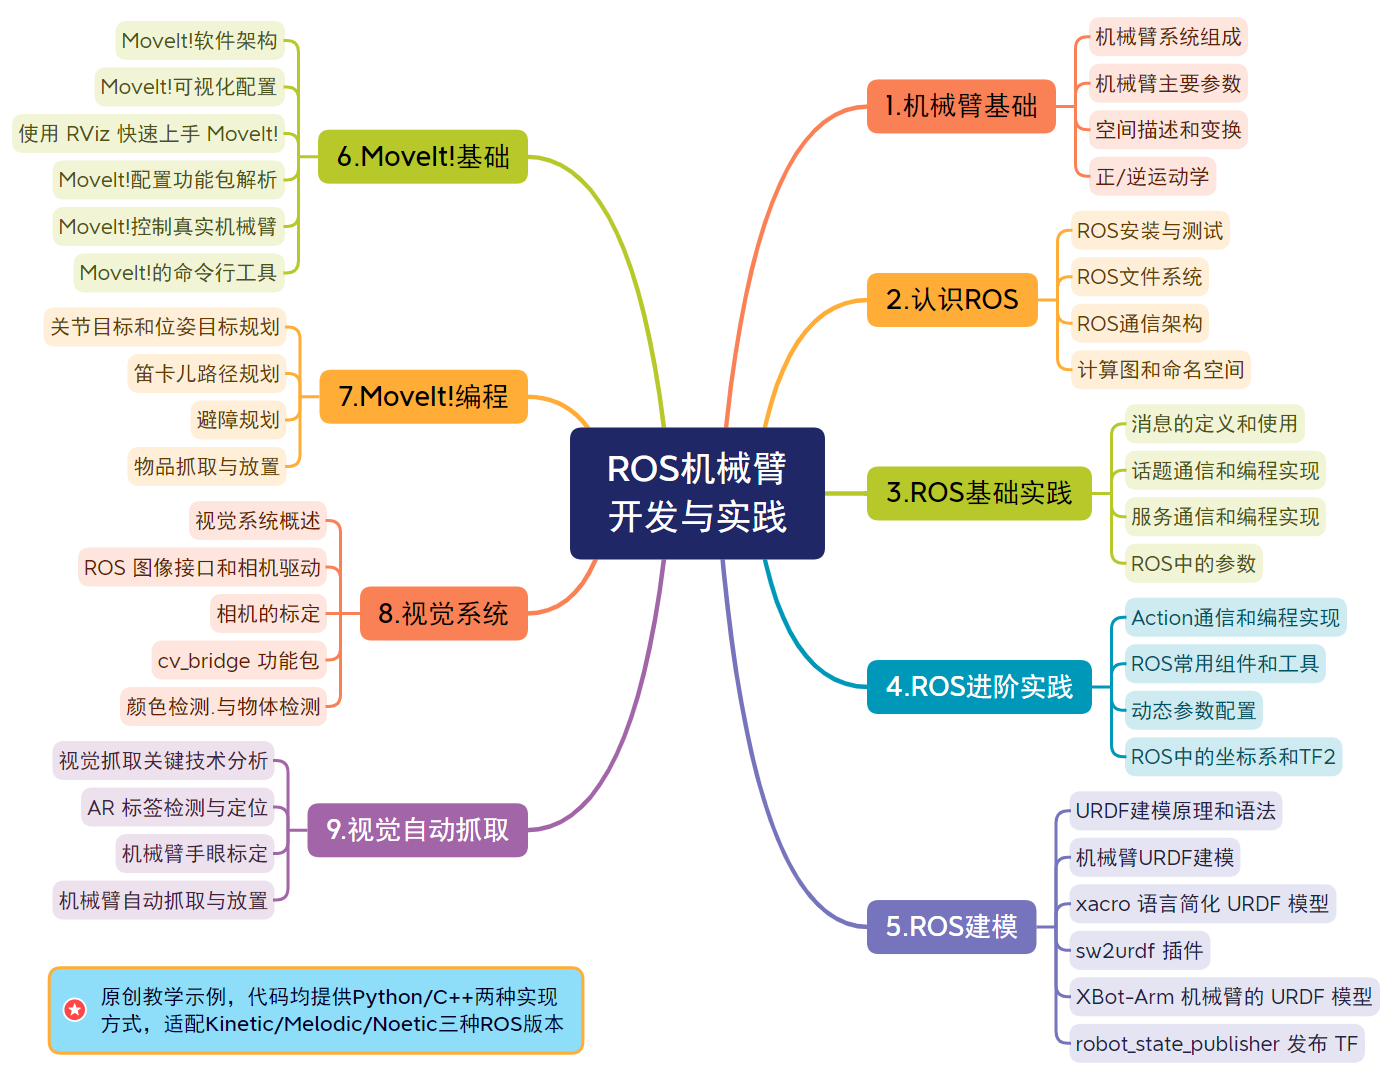 ROS机械臂
开发与实践
1.机械臂基础
机械臂系统组成
机械臂主要参数
空间描述和变换
正/逆运动学
2.认识ROS
ROS安装与测试
ROS文件系统
ROS通信架构
计算图和命名空间
3.ROS基础实践
消息的定义和使用
话题通信和编程实现
服务通信和编程实现
ROS中的参数
4.ROS进阶实践
Action通信和编程实现
ROS常用组件和工具
动态参数配置
ROS中的坐标系和TF2
5.ROS建模
URDF建模原理和语法
机械臂URDF建模
xacro 语言简化 URDF 模型
sw2urdf 插件
XBot-Arm 机械臂的 URDF 模型
robot_state_publisher 发布 TF
6.MoveIt!基础
MoveIt!软件架构
MoveIt!可视化配置
使用 RViz 快速上手 MoveIt!
MoveIt!配置功能包解析
MoveIt!控制真实机械臂
MoveIt!的命令行工具
7.MoveIt!编程
关节目标和位姿目标规划
笛卡儿路径规划
避障规划
物品抓取与放置
8.视觉系统
视觉系统概述
ROS 图像接口和相机驱动
相机的标定
cv_bridge 功能包
颜色检测.与物体检测
9.视觉自动抓取
视觉抓取关键技术分析
AR 标签检测与定位
机械臂手眼标定
机械臂自动抓取与放置
原创教学示例，代码均提供Python/C++两种实现
方式，适配Kinetic/Melodic/Noetic三种ROS版本